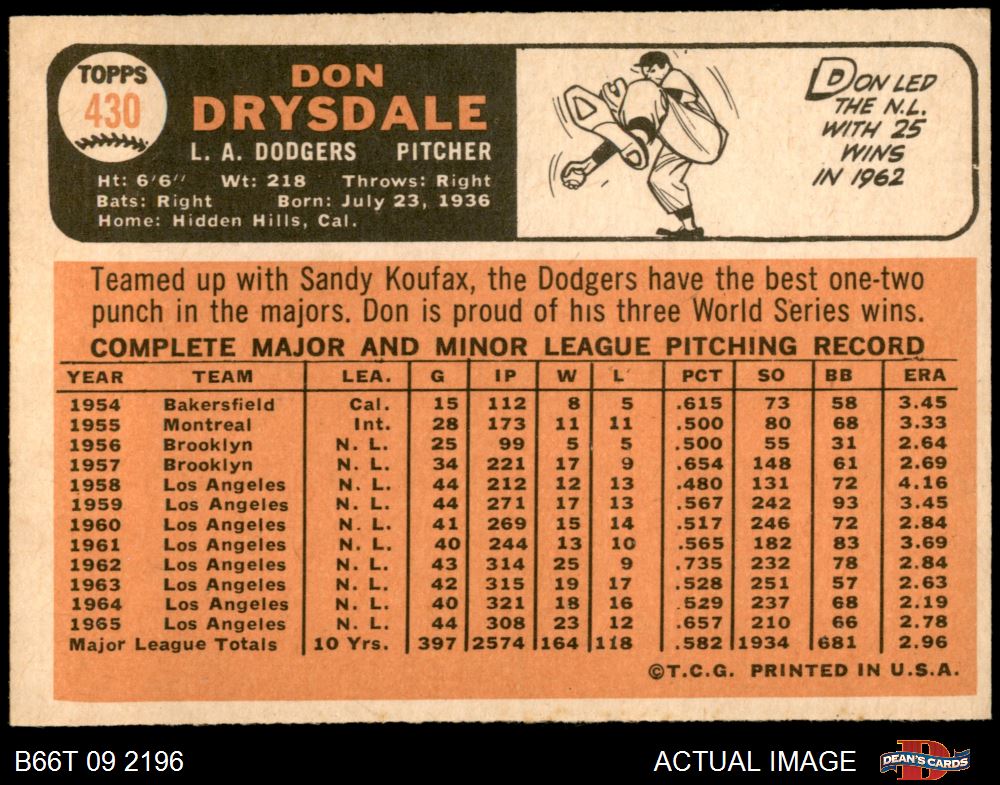 TOPPS
430
DON
DRYSDALE
L. A. DODGERS PITCHER
Ht: 6'6" Wt: 218 Throws: Right
Bats: Right Born: July 23, 1936
Home: Hidden Hills, Cal.
DON LED
THE N.L.
WITH 25
WINS
IN 1962
Teamed up with Sandy Koufax, the Dodgers have the best one-two
punch in the majors. Don is proud of his three World Series wins.
COMPLETE MAJOR AND MINOR LEAGUE PITCHING RECORD
YEAR TEAM LEA. G IP W L PCT SO BB ERA
1954 Bakersfield Cal. 15 112 8 5 .615 73 58 3.45
1955 Montreal Int. 28 173 11 11 .500 80 68 3.33
1956 Brooklyn N. L. 25 99 5 5 .500 55 31 2.64
1957 Brooklyn N. L. 34 221 17 9 .654 148 61 2.69
1958 Los Angeles N. L. 44 212 12 13 .480 131 72 4.16
1959 Los Angeles N. L. 44 271 17 13 .567 242 93 3.45
1960 Los Angeles N. L. 41 269 15 14 .517 246 72 2.84
1961 Los Angeles N. L. 40 244 13 10 .565 182 83 3.69
1962 Los Angeles N. L. 43 314 25 9 .735 232 78 2.84
1963 Los Angeles N. L. 42 315 19 17 .528 251 57 2.63
1964 Los Angeles N. L. 40 321 18 16 .529 237 68 2.19
1965 Los Angeles N. L. 44 308 23 12 .657 210 66 2.78
Major League Totals 10 Yrs. 397 2574 164 118 .582 1934 681 2.96
©T.C.G. PRINTED IN U.S.A.
B66T 09 2196 ACTUAL IMAGE D DEAN'S CARDS